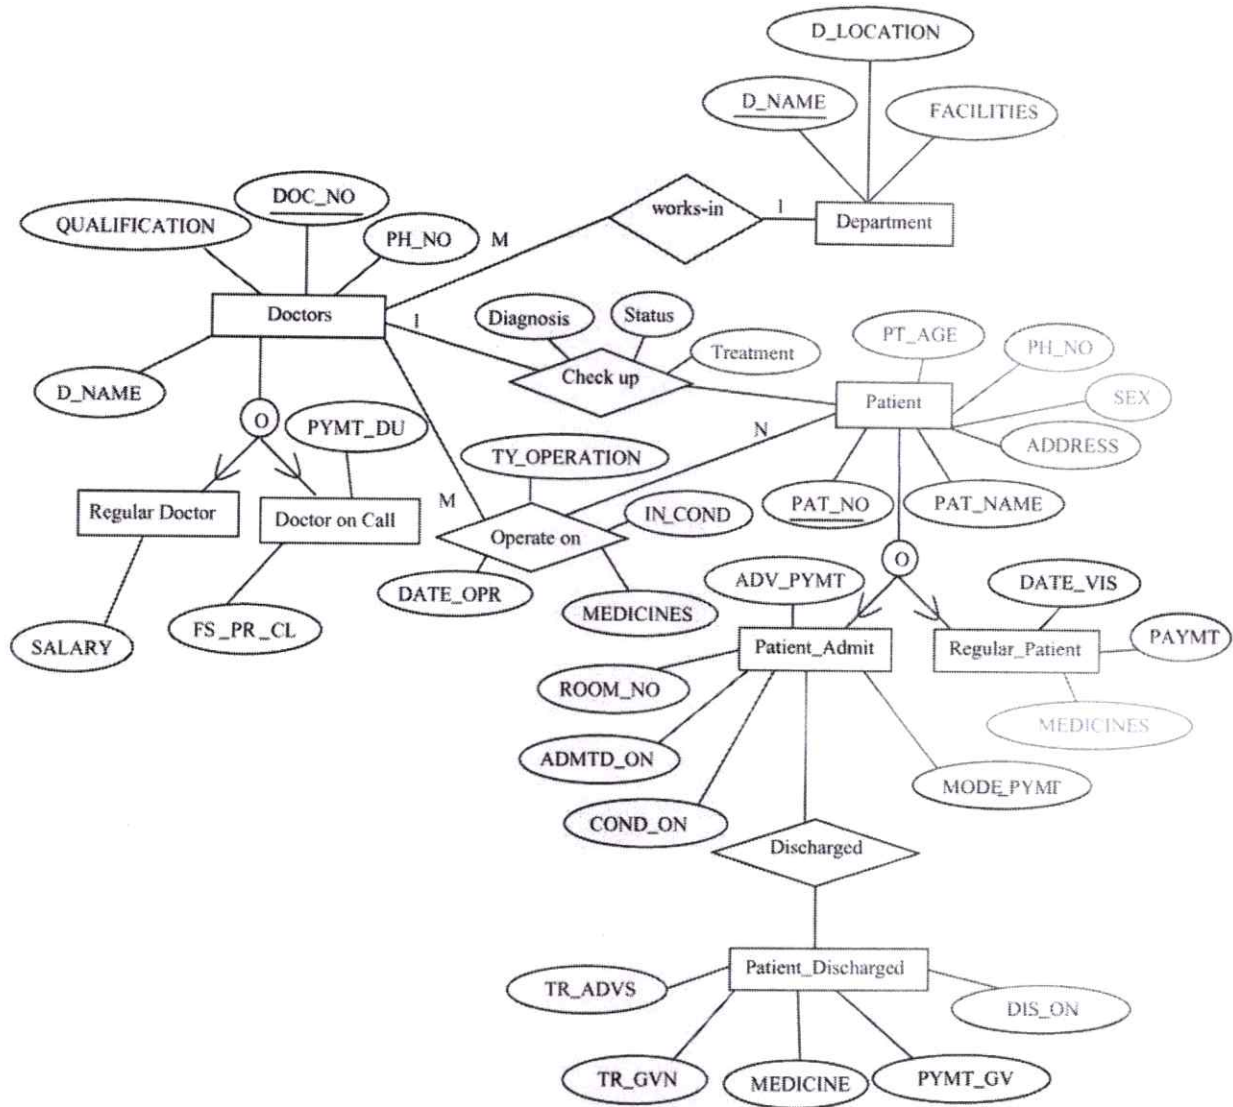 D_LOCATION
D_NAME
FACILITIES
DOC_NO
QUALIFICATION
PH_NO
M
works-in
1
Department
Doctors
1
Diagnosis
Status
Treatment
Check up
PT_AGE
PH_NO
SEX
ADDRESS
Patient
D_NAME
O
PYMT_DU
N
TY_OPERATION
PAT_NO
PAT_NAME
Regular Doctor
Doctor on Call
M
IN_COND
Operate on
O
DATE_OPR
MEDICINES
ADV_PYMT
DATE_VIS
SALARY
FS_PR_CL
Patient_Admit
Regular_Patient
PAYMT
ROOM_NO
MEDICINES
ADMTD_ON
MODE_PYMT
COND_ON
Discharged
Patient_Discharged
TR_ADVS
DIS_ON
TR_GVN
MEDICINE
PYMT_GV